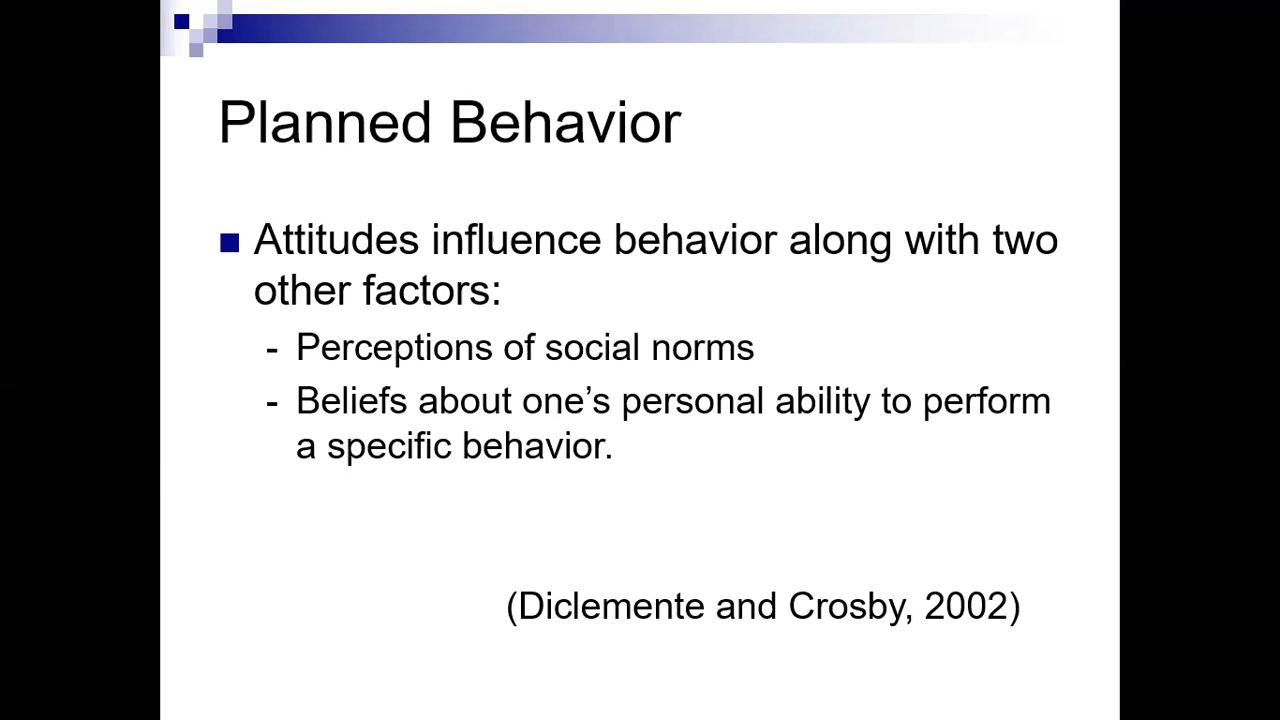 Planned Behavior
Attitudes influence behavior along with two
other factors:
- Perceptions of social norms
- Beliefs about one’s personal ability to perform
a specific behavior.
(Diclemente and Crosby, 2002)